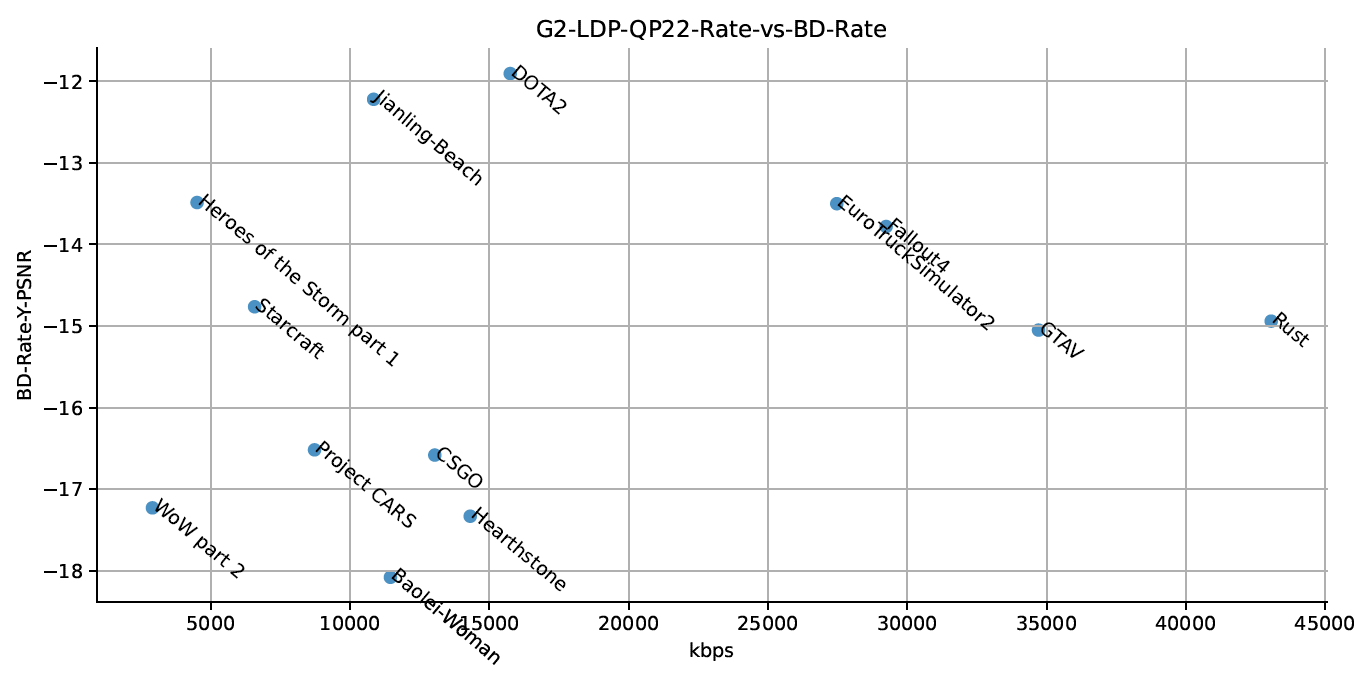 G2-LDP-QP22-Rate-vs-BD-Rate
BD-Rate-Y-PSNR
−12
−13
−14
−15
−16
−17
−18
DOTA2
Jianling-Beach
Heroes of the Storm part 1
EuroTruckSimulator2
Fallout4
Starcraft
Rust
GTAV
Project CARS
CSGO
WoW part 2
Hearthstone
Baolei-Woman
5000
10000
15000
20000
25000
30000
35000
40000
45000
kbps